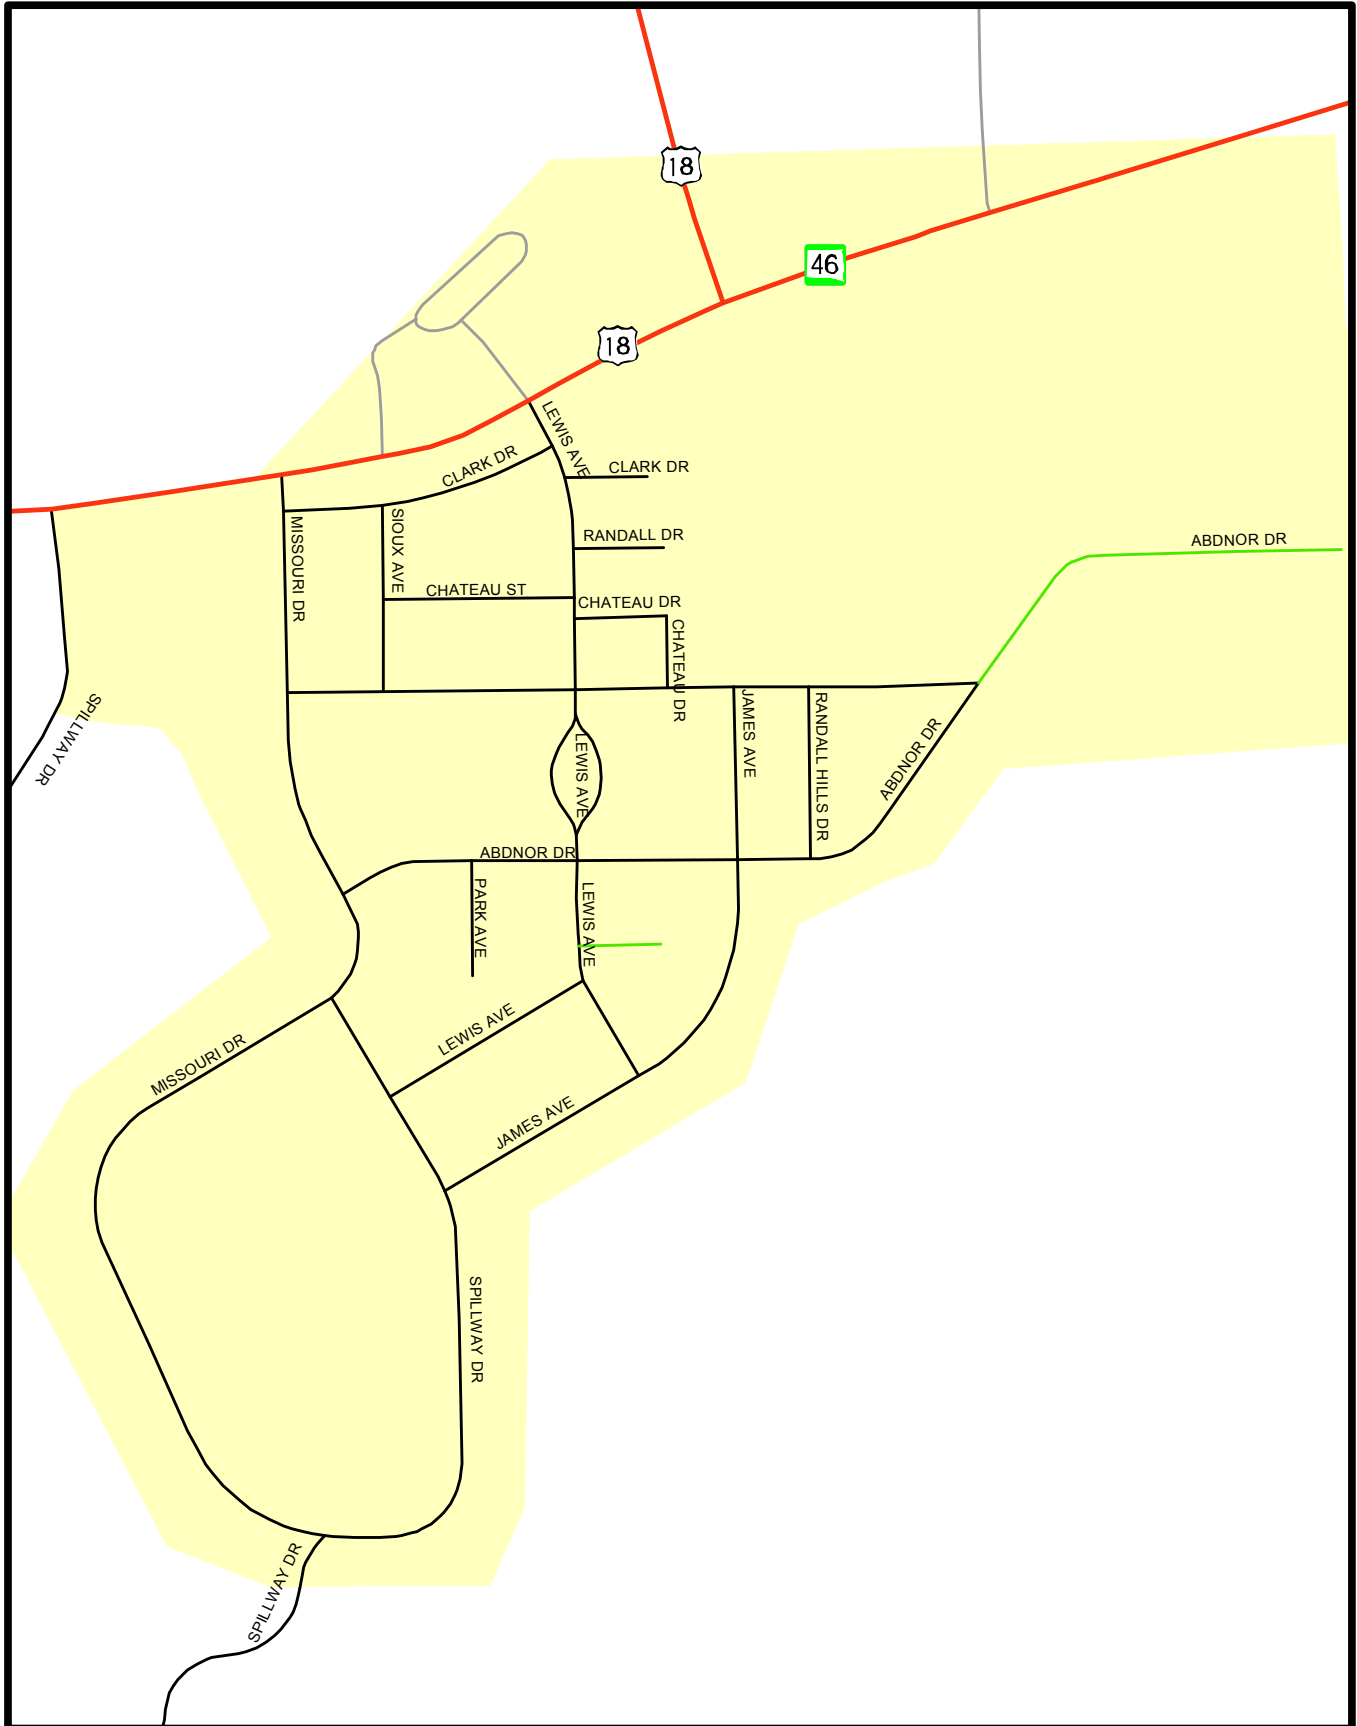 18
46
18
LEWIS AVE
CLARK DR
CLARK DR
MISSOURI DR
SIOUX AVE
RANDALL DR
ABDNOR DR
CHATEAU ST
CHATEAU DR
CHATEAU DR
SPILLWAY DR
JAMES AVE
RANDALL HILLS DR
ABDNOR DR
LEWIS AVE
ABDNOR DR
PARK AVE
LEWIS AVE
LEWIS AVE
MISSOURI DR
JAMES AVE
SPILLWAY DR
SPILLWAY DR